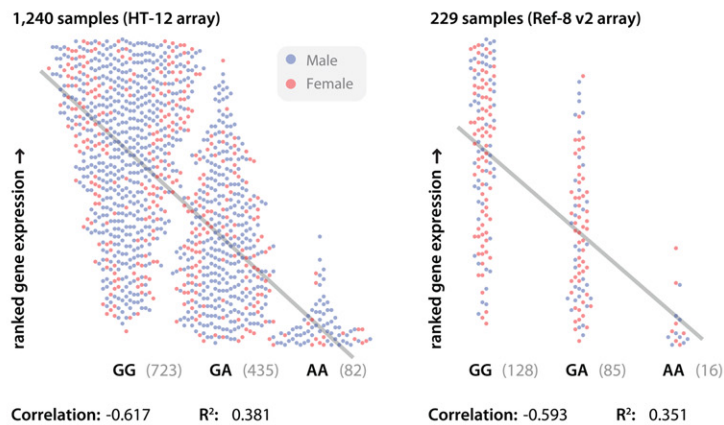 1,240 samples (HT-12 array)
Male
Female
ranked gene expression →
GG (723) GA (435) AA (82)
Correlation: -0.617 R²: 0.381
229 samples (Ref-8 v2 array)
ranked gene expression →
GG (128) GA (85) AA (16)
Correlation: -0.593 R²: 0.351